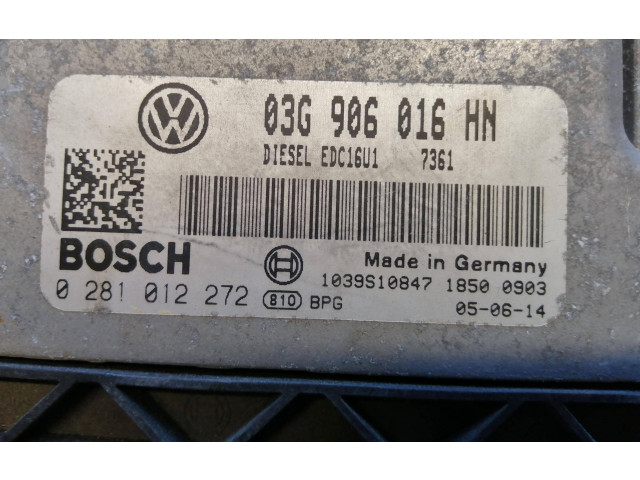 03G 906 016 HN
DIESEL EDC16U1 7361
BOSCH
Made in Germany
1039S10847 1850 0903
0 281 012 272 810 BPG
05-06-14